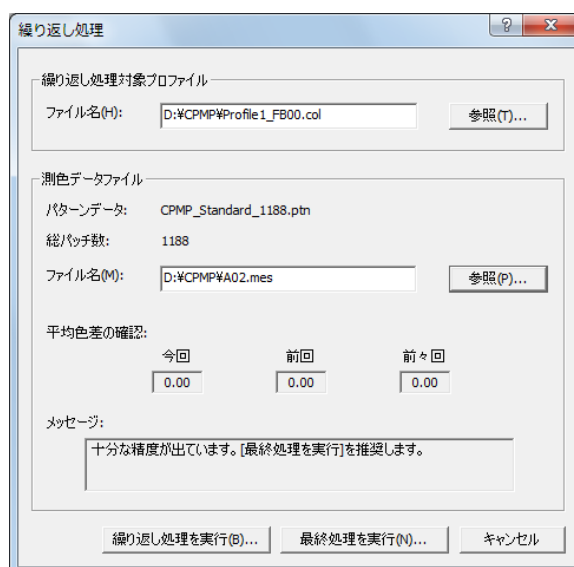 繰り返し処理
繰り返し処理対象プロファイル
ファイル名(H): D:¥CPMP¥Profile1_FB00.col 参照(T)...
測色データファイル
パターンデータ: CPMP_Standard_1188.ptn
総パッチ数: 1188
ファイル名(M): D:¥CPMP¥A02.mes 参照(P)...
平均色差の確認:
今回 前回 前々回
0.00 0.00 0.00
メッセージ:
十分な精度が出ています。[最終処理を実行]を推奨します。
繰り返し処理を実行(B)... 最終処理を実行(N)... キャンセル